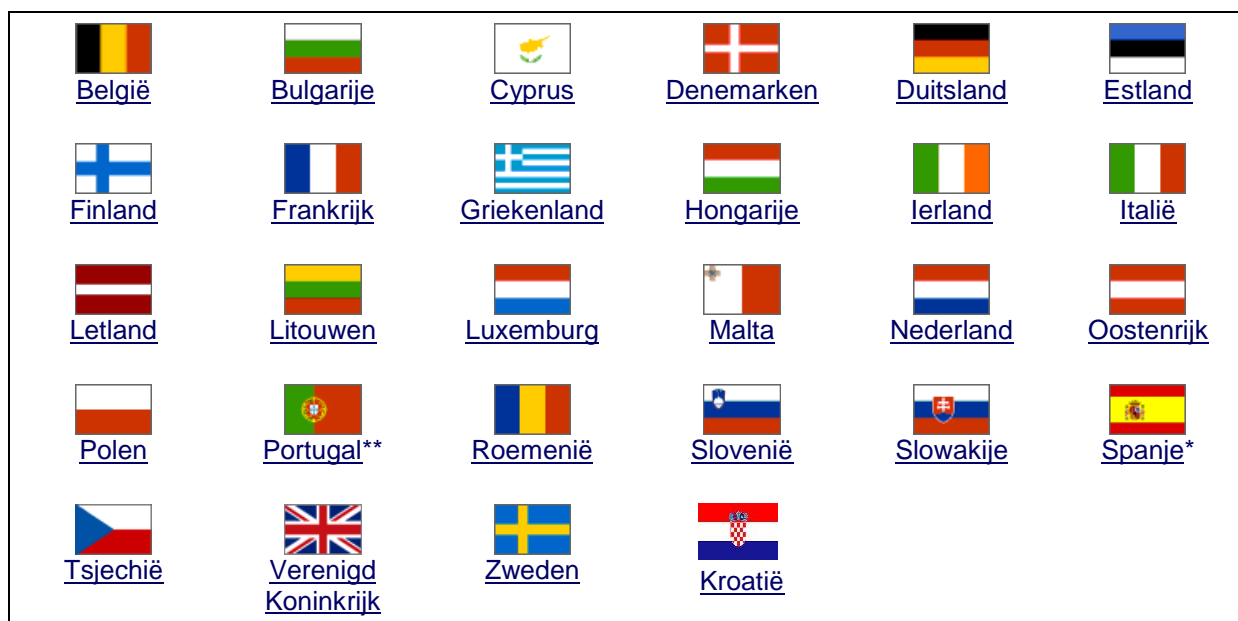 België Bulgarije Cyprus Denemarken Duitsland Estland
Finland Frankrijk Griekenland Hongarije Ierland Italië
Letland Litouwen Luxemburg Malta Nederland Oostenrijk
Polen Portugal** Roemenië Slovenië Slowakije Spanje*
Tsjechië Verenigd Zweden Kroatië
Koninkrijk